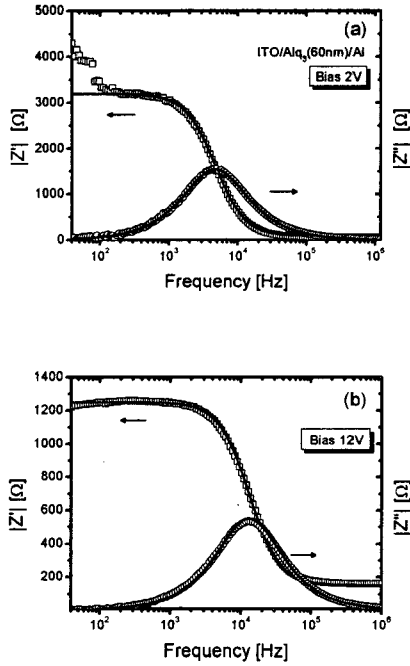 (a)
ITO/Alq₃(60nm)/Al
Bias 2V
|Z'| [Ω]
|Z''| [Ω]
5000
4000
3000
2000
1000
0
10² 10³ 10⁴ 10⁵ 10⁶
Frequency [Hz]
(b)
Bias 12V
|Z'| [Ω]
|Z''| [Ω]
1400
1200
1000
800
600
400
200
10² 10³ 10⁴ 10⁵ 10⁶
Frequency [Hz]